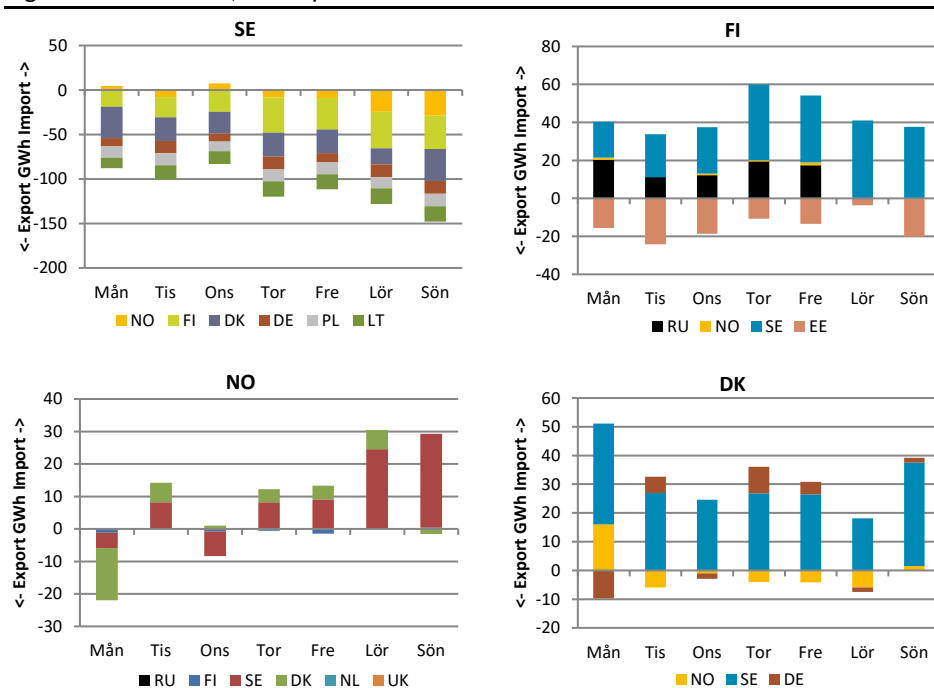 SE
<- Export GWh Import ->
50
0
-50
-100
-150
-200
Mån Tis Ons Tor Fre Lör Sön
NO FI DK DE PL LT
FI
<- Export GWh Import ->
80
60
40
20
0
-20
-40
Mån Tis Ons Tor Fre Lör Sön
RU NO SE EE
NO
<- Export GWh Import ->
40
30
20
10
0
-10
-20
-30
Mån Tis Ons Tor Fre Lör Sön
RU FI SE DK NL UK
DK
<- Export GWh Import ->
60
50
40
30
20
10
0
-10
-20
Mån Tis Ons Tor Fre Lör Sön
NO SE DE